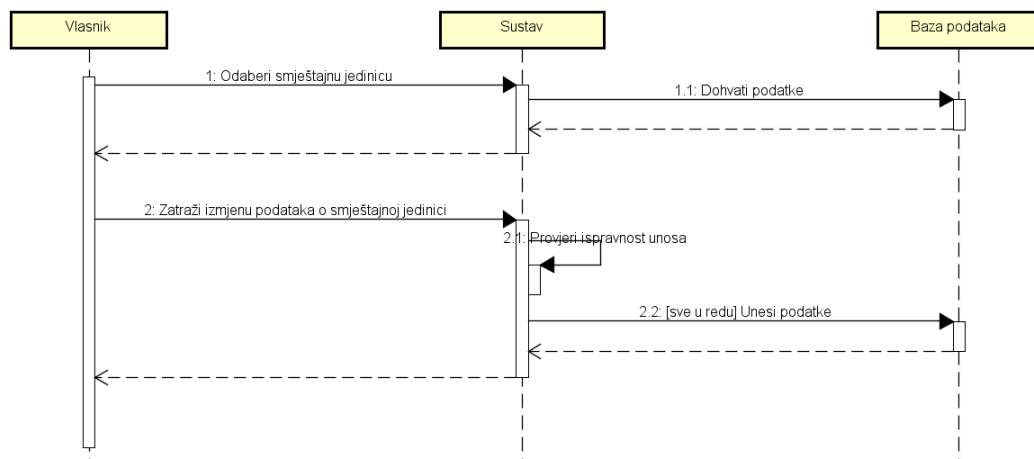 Vlasnik
Sustav
Baza podataka
1: Odaberi smještajnu jedinicu
1.1: Dohvati podatke
2: Zatraži izmjenu podataka o smještajnoj jedinici
2.1: Provjeri ispravnost unosa
2.2: [sve u redu] Unesi podatke